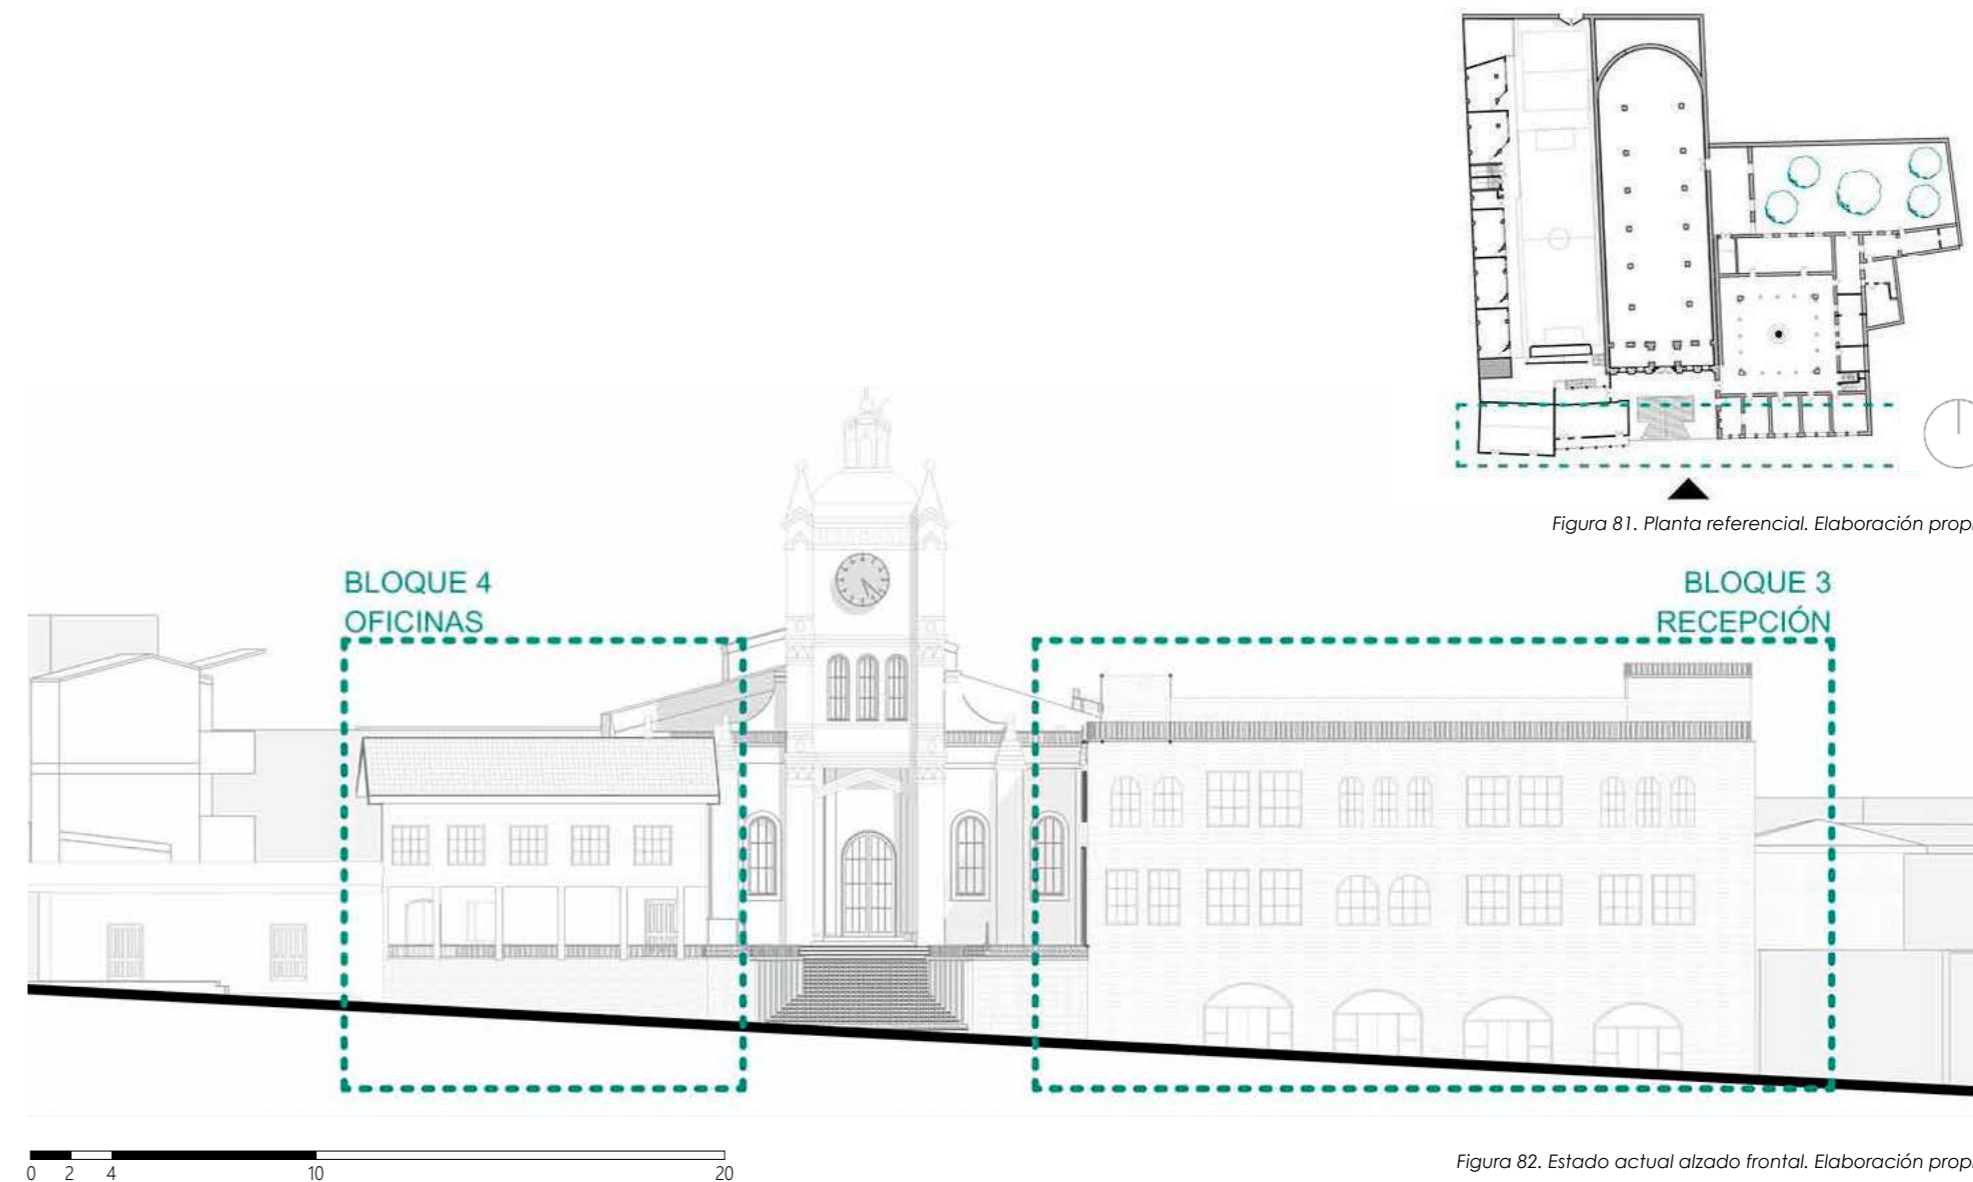 Figura 81. Planta referencial. Elaboración prop
BLOQUE 4
OFICINAS
BLOQUE 3
RECEPCIÓN
0 2 4 10 20
Figura 82. Estado actual alzado frontal. Elaboración prop